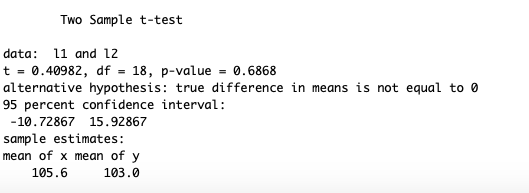 Two Sample t-test
data: l1 and l2
t = 0.40982, df = 18, p-value = 0.6868
alternative hypothesis: true difference in means is not equal to 0
95 percent confidence interval:
-10.72867 15.92867
sample estimates:
mean of x mean of y
105.6 103.0